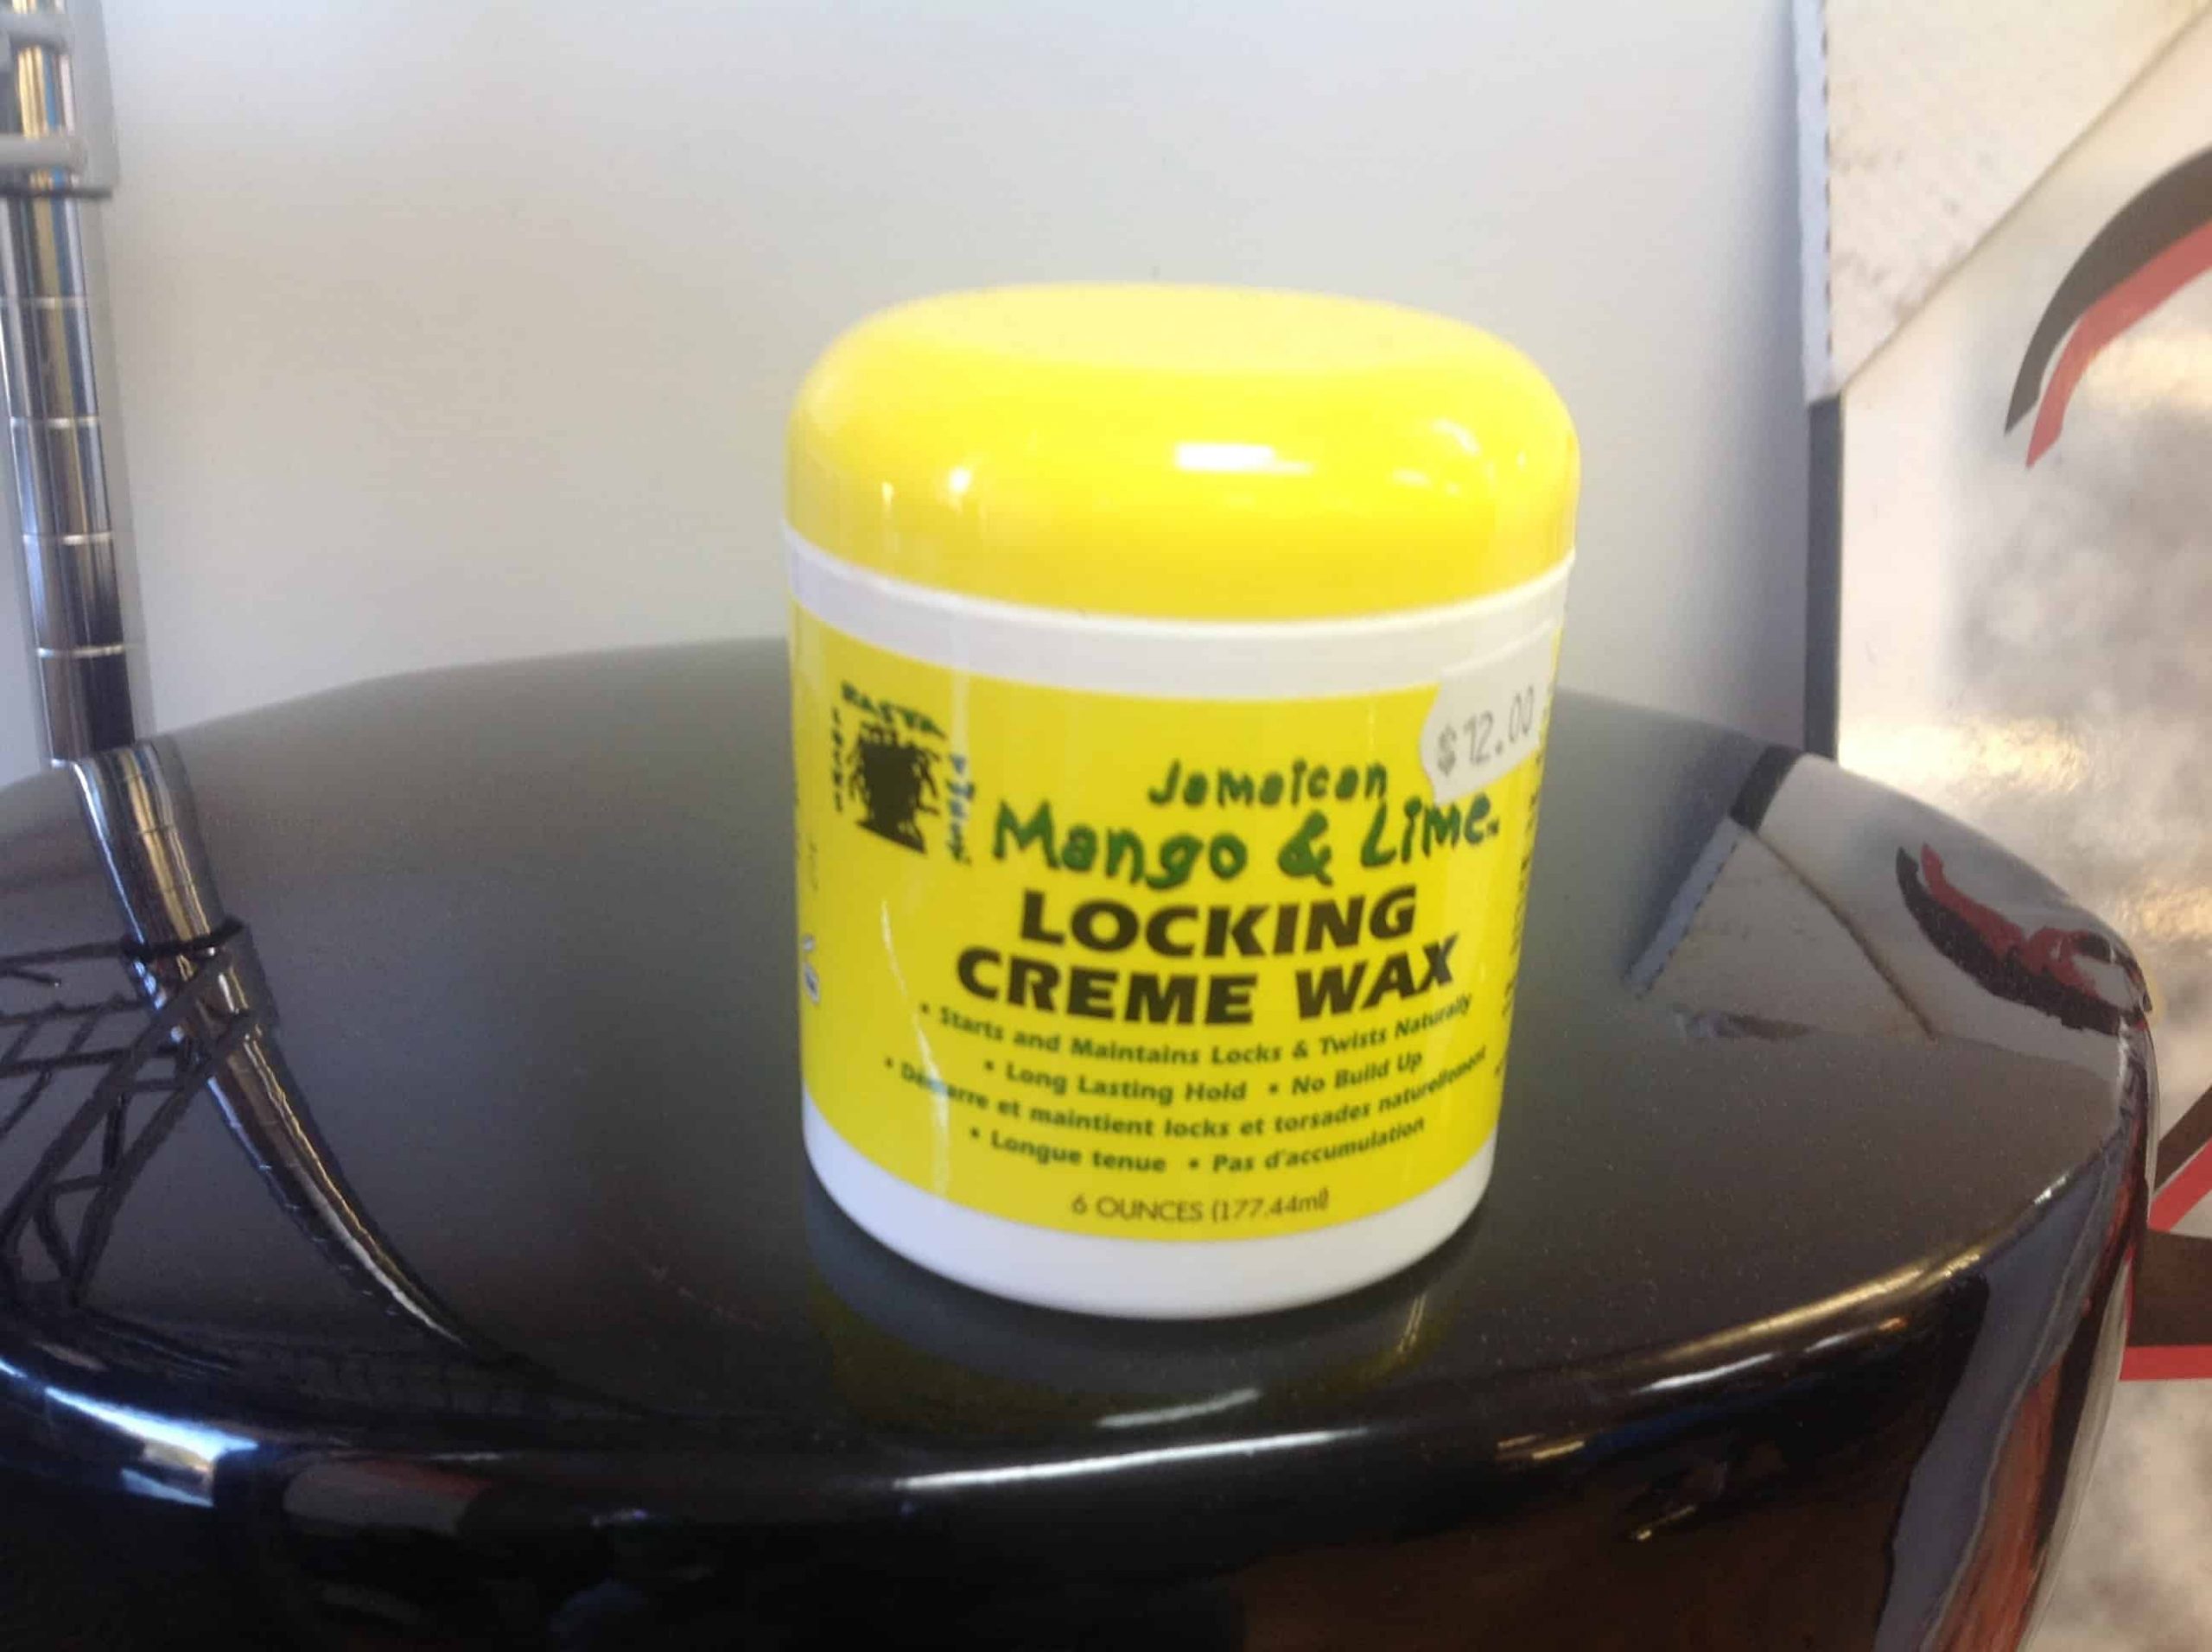 $12.00
RASTA
Jamaican
Mango & Lime
LOCKING
CREME WAX
• Starts and Maintains Locks & Twists Naturally
• Long Lasting Hold • No Build Up
• Démarre et maintient locks et torsades naturellement
• Longue tenue • Pas d'accumulation
6 OUNCES (177.44ml)